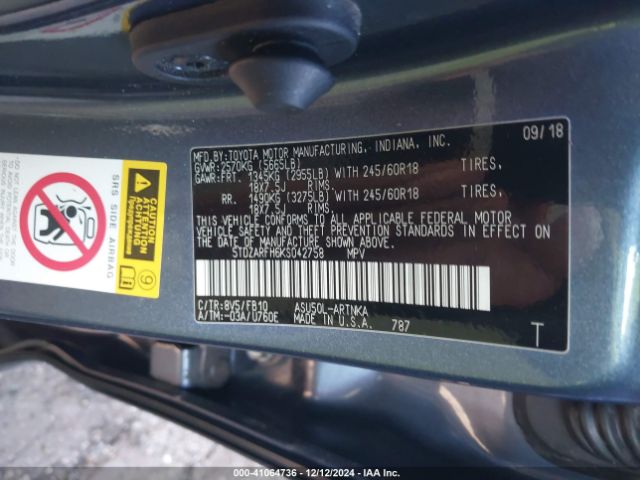 MFD.BY:TOYOTA MOTOR MANUFACTURING, INDIANA, INC. 09/18
GVWR:2570KG (5665LB)
GAWR:FRT. 1345KG (2955LB) WITH 245/60R18 TIRES,
18X7.5J RIMS.
RR. 1490KG (3275LB) WITH 245/60R18 TIRES,
18X7.5J RIMS.
THIS VEHICLE CONFORMS TO ALL APPLICABLE FEDERAL MOTOR
VEHICLE SAFETY AND THEFT PREVENTION STANDARDS IN EFFECT ON
THE DATE OF MANUFACTURE SHOWN ABOVE.
5TDZARFH6KS042758 MPV
C/TR:8V5/FB10 ASU50L-ARTNKA
A/TM:-03A/U760E MADE IN U.S.A. 787
T
CAUTION
ATTENTION
ACHTUNG
SRS SIDE AIRBAG
9
000-41064736 - 12/12/2024 - IAA Inc.